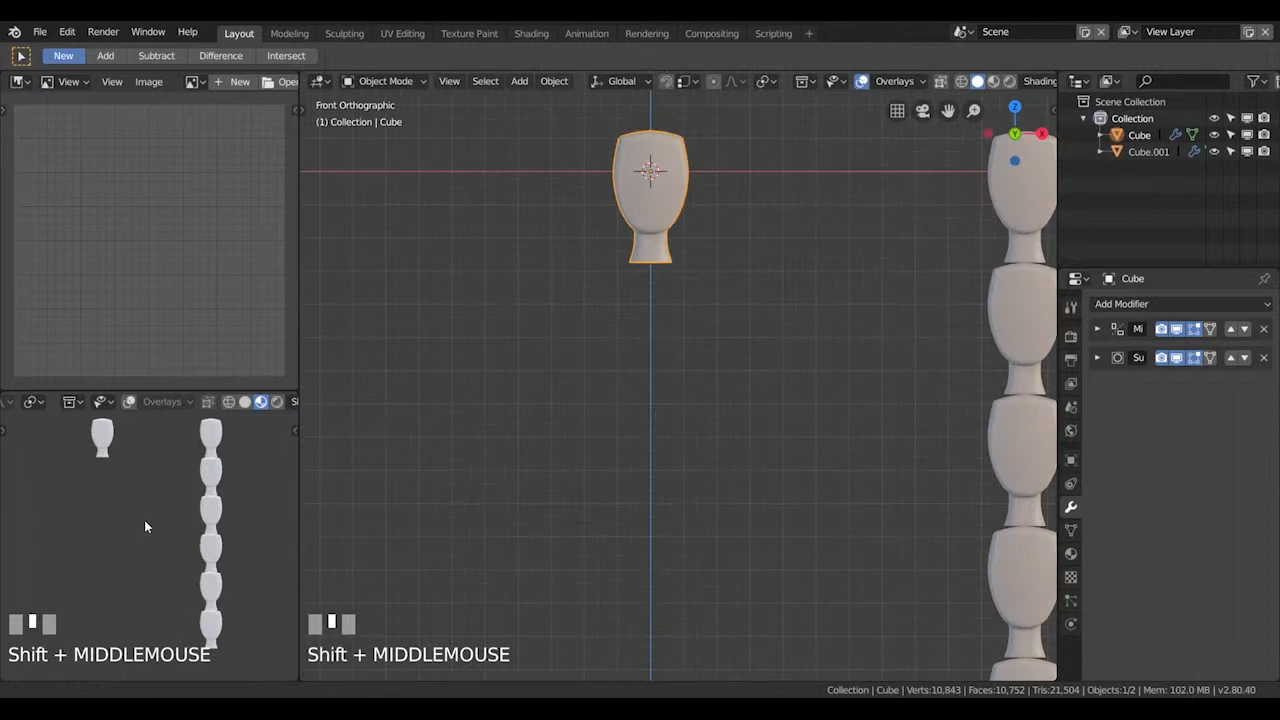 File Edit Render Window Help Layout Modeling Sculpting UV Editing Texture Paint Shading Animation Rendering Compositing Scripting + Scene View Layer
New Add Subtract Difference Intersect
View View Image New Open
Object Mode View Select Add Object Global Overlays Shading
Front Orthographic
(1) Collection | Cube
Z
Y
X
Scene Collection
Collection
Cube
Cube.001
Cube
Add Modifier
Mi
Su
Overlays
Shift + MIDDLEMOUSE
Shift + MIDDLEMOUSE
Collection | Cube | Verts:10,843 | Faces:10,752 | Tris:21,504 | Objects:1/2 | Mem: 102.0 MB | v2.80.40